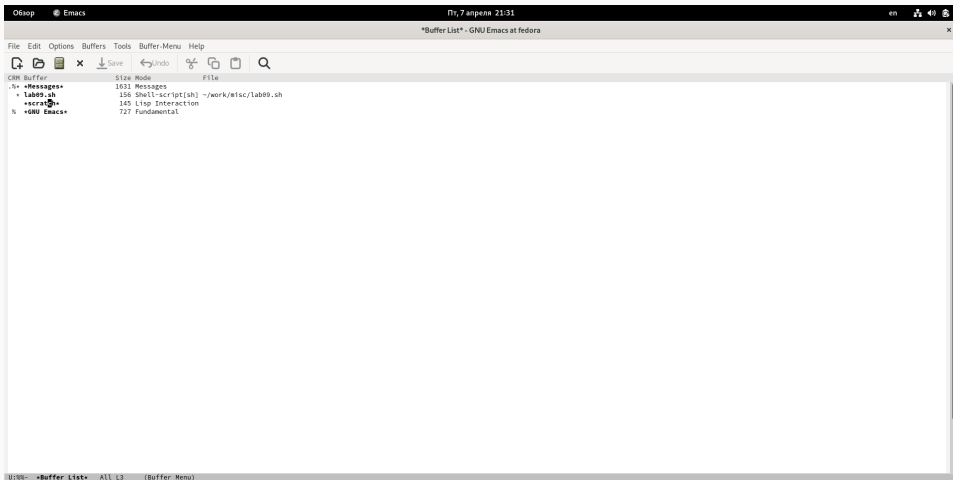 Обзор Emacs Пт, 7 апреля 21:31 en
*Buffer List* - GNU Emacs at fedora ×
File Edit Options Buffers Tools Buffer-Menu Help
Save Undo
CRM Buffer Size Mode File
.%* *Messages* 1631 Messages
* lab09.sh 156 Shell-script[sh] ~/work/misc/lab09.sh
*scratch* 145 Lisp Interaction
% *GNU Emacs* 727 Fundamental
U:%%- *Buffer List* All L3 (Buffer Menu)